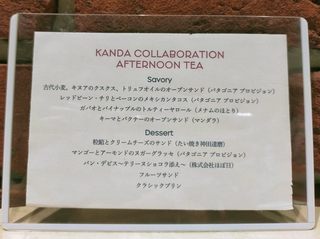 KANDA COLLABORATION
AFTERNOON TEA
Savory
古代小麦、キヌアのクスクス、トリュフオイルのオープンサンド（パタゴニア プロビジョン）
レッドビーン・チリとベーコンのメキシカンタコス（パタゴニア プロビジョン）
ガパオとパイナップルのトルティーヤロール（メナムのほとり）
キーマとパクチーのオープンサンド（マンダラ）
Dessert
粒餡とクリームチーズのサンド（たい焼き神田達磨）
マンゴーとアーモンドのヌガーグラッセ（パタゴニア プロビジョン）
パン・デピス〜テリーヌショコラ添え〜（株式会社ほぼ日）
フルーツサンド
クラシックプリン